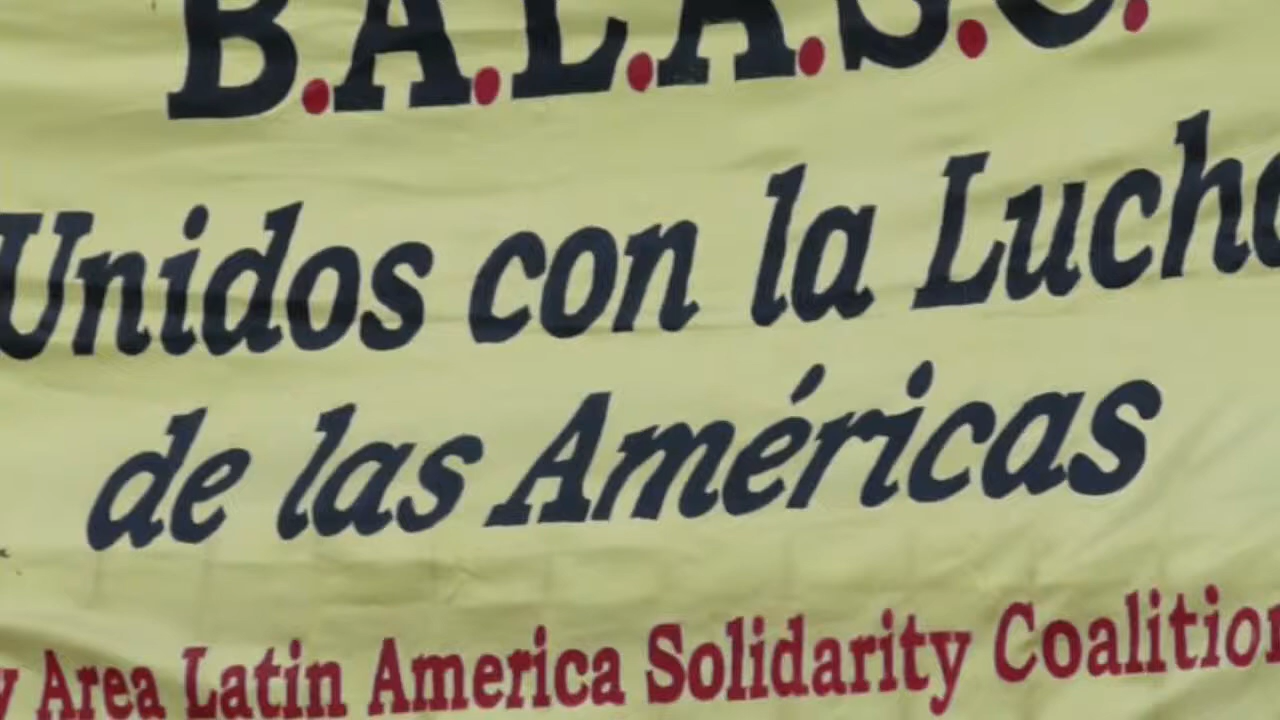 B.A.L.A.S.C.
Unidos con la Lucha
de las Américas
y Area Latin America Solidarity Coalition